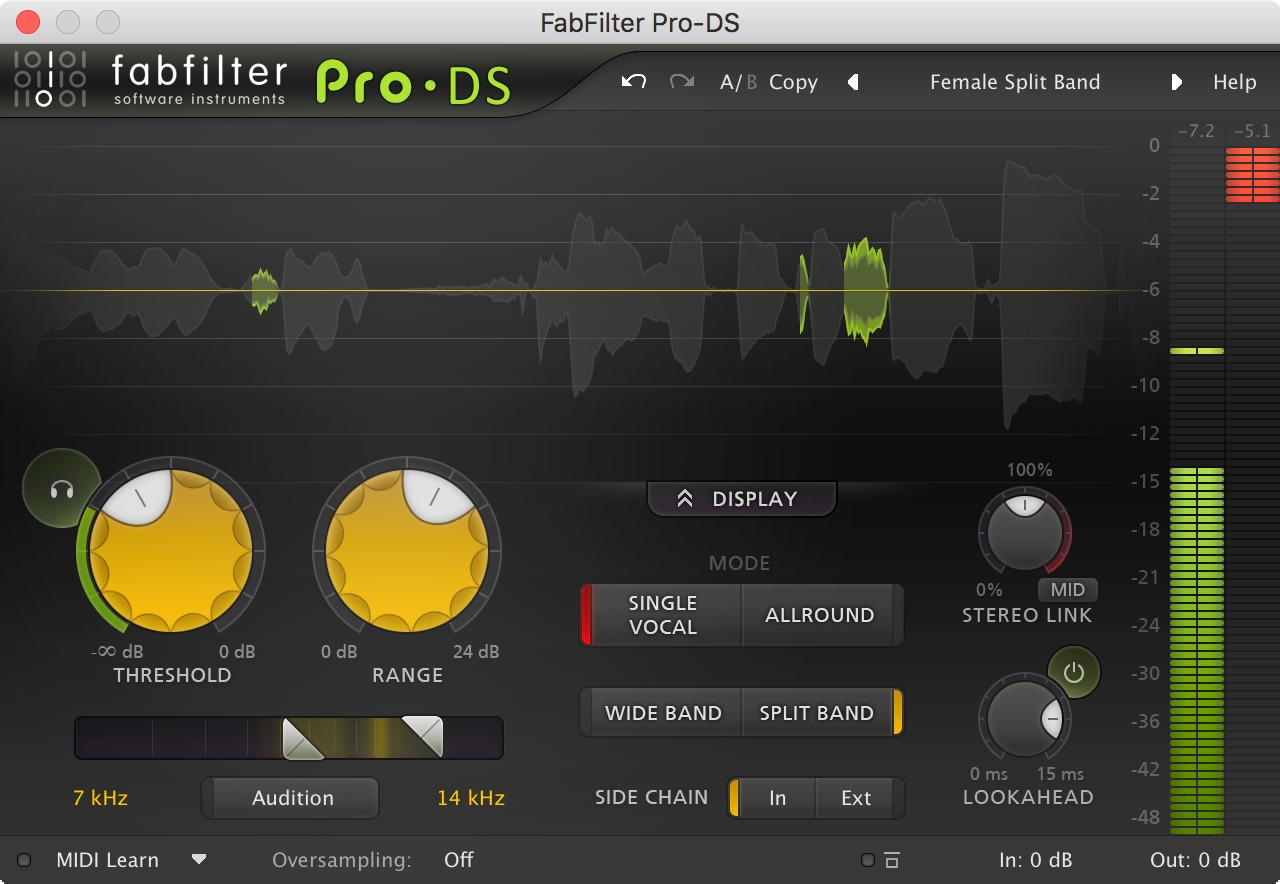 FabFilter Pro-DS
fabfilter
software instruments
Pro·DS
A/B Copy
Female Split Band
Help
-7.2 -5.1
0
-2
-4
-6
-8
-10
-12
-15
-18
-21
-24
-30
-36
-42
-48
DISPLAY
-∞ dB 0 dB
THRESHOLD
0 dB 24 dB
RANGE
MODE
SINGLE
VOCAL
ALLROUND
WIDE BAND SPLIT BAND
SIDE CHAIN In Ext
100%
0% MID
STEREO LINK
0 ms 15 ms
LOOKAHEAD
7 kHz Audition 14 kHz
MIDI Learn Oversampling: Off In: 0 dB Out: 0 dB